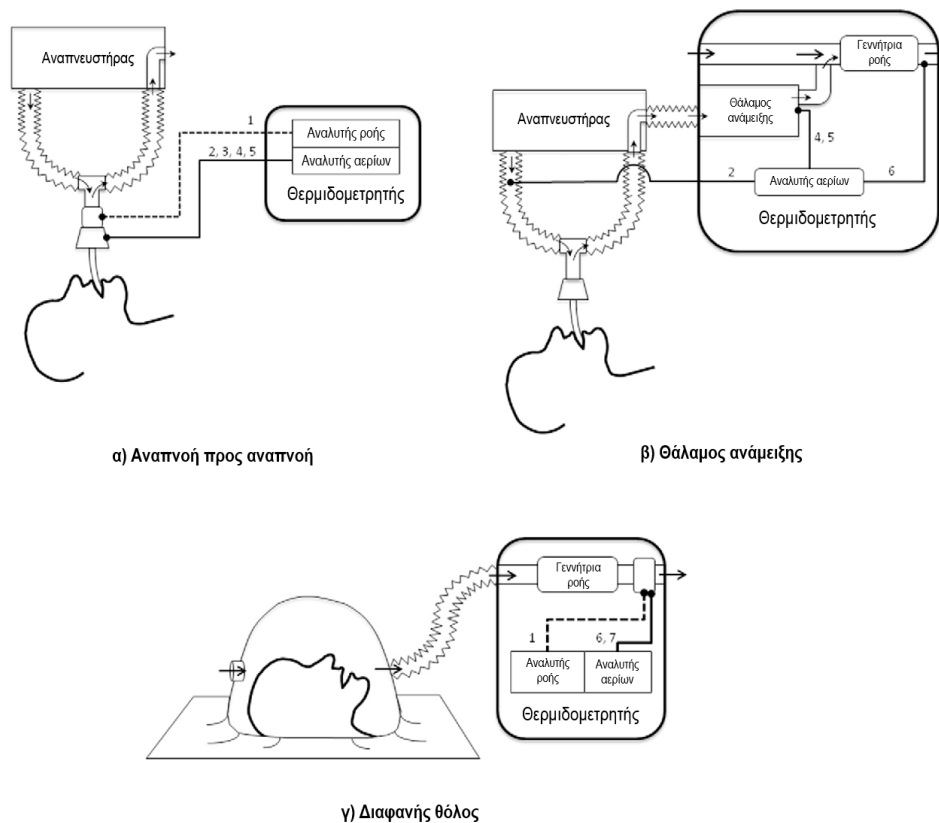 Αναπνευστήρας
1
Αναλυτής ροής
2, 3, 4, 5
Αναλυτής αερίων
Θερμιδομετρητής
α) Αναπνοή προς αναπνοή
Γεννήτρια
ροής
Αναπνευστήρας
Θάλαμος
ανάμειξης
4, 5
2
Αναλυτής αερίων
6
Θερμιδομετρητής
β) Θάλαμος ανάμειξης
Γεννήτρια
ροής
1
6, 7
Αναλυτής
ροής
Αναλυτής
αερίων
Θερμιδομετρητής
γ) Διαφανής θόλος